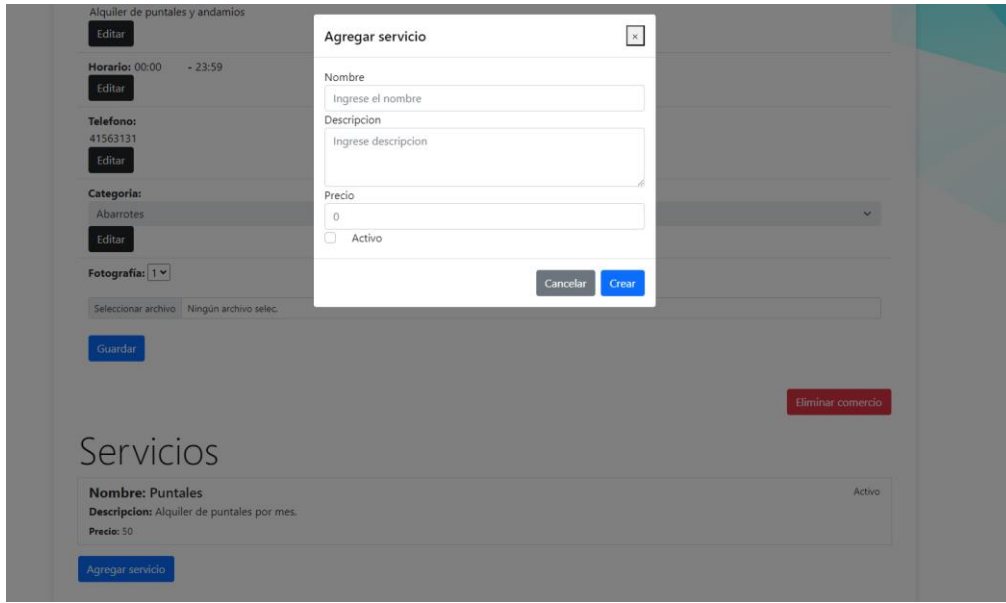 Alquiler de puntales y andamios
Editar
Horario: 00:00 - 23:59
Editar
Telefono:
41563131
Editar
Categoria:
Abarrotes
Editar
Fotografía: 1
Seleccionar archivo Ningún archivo selec.
Guardar
Eliminar comercio
Servicios
Nombre: Puntales Activo
Descripcion: Alquiler de puntales por mes.
Precio: 50
Agregar servicio
Agregar servicio ×
Nombre
Ingrese el nombre
Descripcion
Ingrese descripcion
Precio
0
Activo
Cancelar Crear